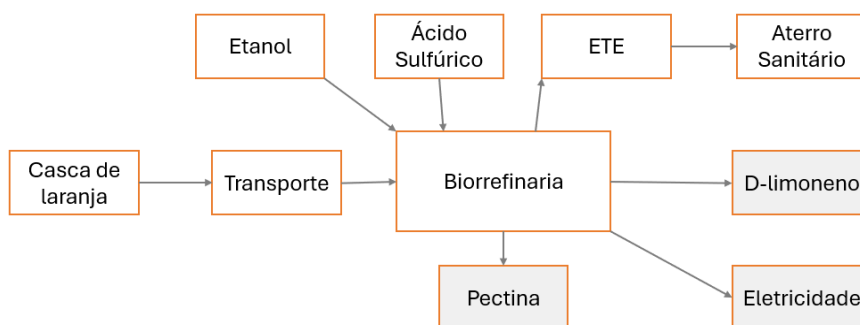 Etanol
Ácido
Sulfúrico
ETE
Aterro
Sanitário
Casca de
laranja
Transporte
Biorrefinaria
D-limoneno
Pectina
Eletricidade